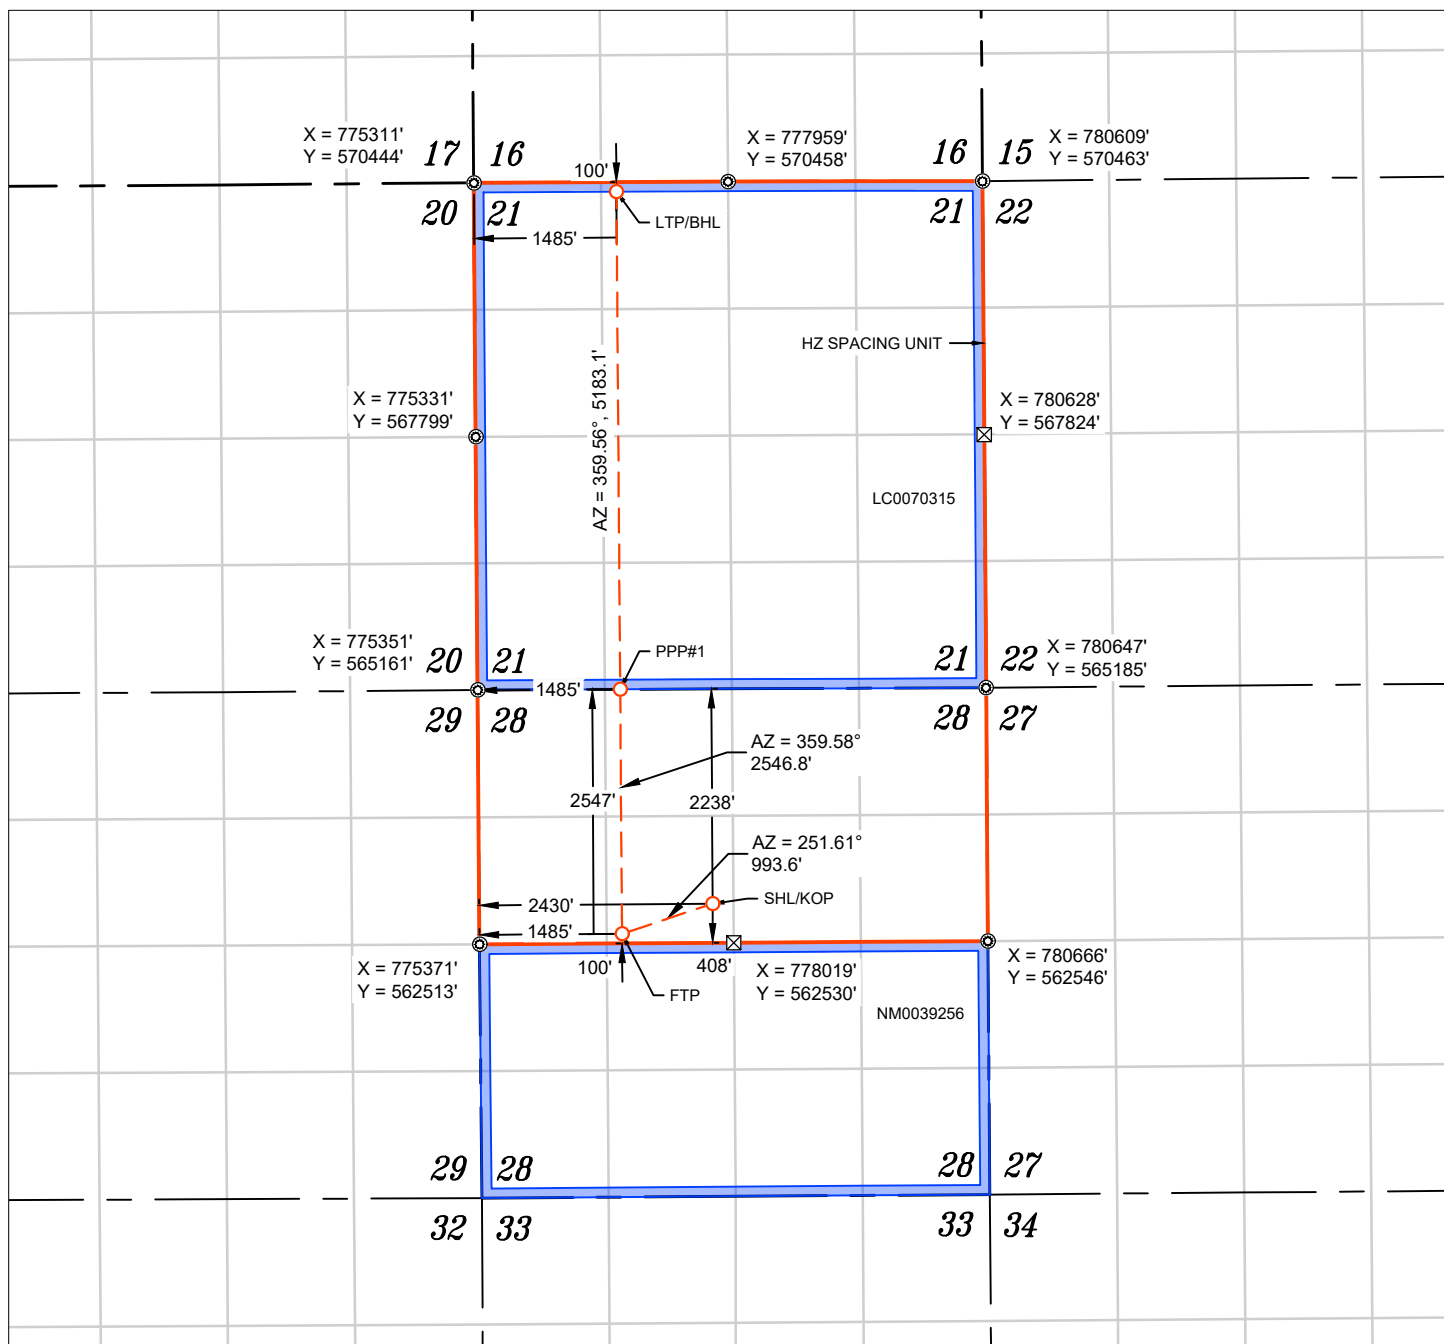 X = 775311'
Y = 570444'
17 16
X = 777959'
Y = 570458'
16 15
X = 780609'
Y = 570463'
100'
20 21
21 22
LTP/BHL
1485'
HZ SPACING UNIT
AZ = 359.56°, 5183.1'
X = 775331'
Y = 567799'
X = 780628'
Y = 567824'
LC0070315
X = 775351'
Y = 565161'
20 21
PPP#1
21 22
X = 780647'
Y = 565185'
1485'
29 28
28 27
AZ = 359.58°
2546.8'
2547'
2238'
AZ = 251.61°
993.6'
2430'
SHL/KOP
1485'
X = 775371'
Y = 562513'
100'
FTP
408'
X = 778019'
Y = 562530'
X = 780666'
Y = 562546'
NM0039256
29 28
28 27
32 33
33 34